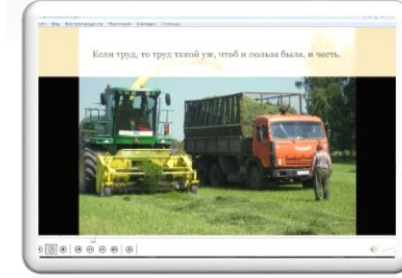 Если труд, то труд такой уж, чтоб и польза была, и честь.